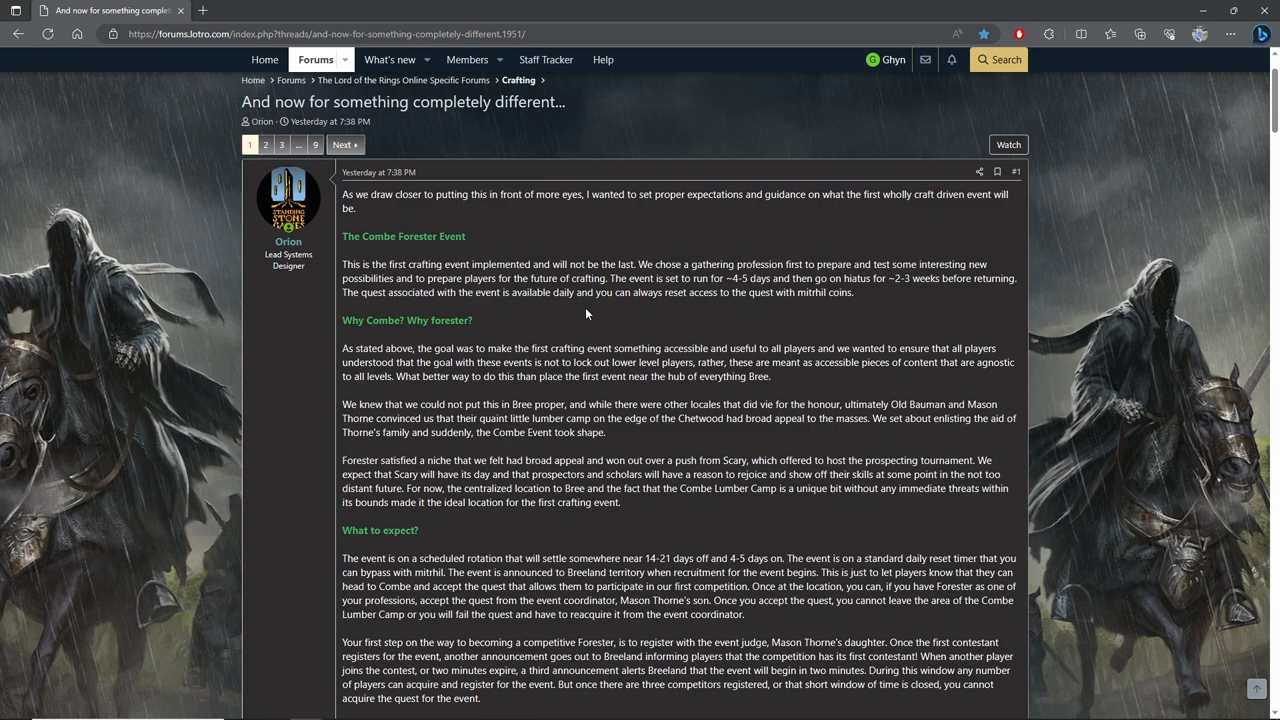 And now for something complet
https://forums.lotro.com/index.php?threads/and-now-for-something-completely-different.1951/
Home Forums What's new Members Staff Tracker Help G Ghyn Search
Home Forums The Lord of the Rings Online Specific Forums Crafting
And now for something completely different...
Orion · Yesterday at 7:38 PM
1 2 3 ... 9 Next Watch
Yesterday at 7:38 PM #1
STANDING
STONE
GAMES
Orion
Lead Systems
Designer
As we draw closer to putting this in front of more eyes, I wanted to set proper expectations and guidance on what the first wholly craft driven event will
be.
The Combe Forester Event
This is the first crafting event implemented and will not be the last. We chose a gathering profession first to prepare and test some interesting new
possibilities and to prepare players for the future of crafting. The event is set to run for ~4-5 days and then go on hiatus for ~2-3 weeks before returning.
The quest associated with the event is available daily and you can always reset access to the quest with mitrhil coins.
Why Combe? Why forester?
As stated above, the goal was to make the first crafting event something accessible and useful to all players and we wanted to ensure that all players
understood that the goal with these events is not to lock out lower level players, rather, these are meant as accessible pieces of content that are agnostic
to all levels. What better way to do this than place the first event near the hub of everything Bree.
We knew that we could not put this in Bree proper, and while there were other locales that did vie for the honour, ultimately Old Bauman and Mason
Thorne convinced us that their quaint little lumber camp on the edge of the Chetwood had broad appeal to the masses. We set about enlisting the aid of
Thorne's family and suddenly, the Combe Event took shape.
Forester satisfied a niche that we felt had broad appeal and won out over a push from Scary, which offered to host the prospecting tournament. We
expect that Scary will have its day and that prospectors and scholars will have a reason to rejoice and show off their skills at some point in the not too
distant future. For now, the centralized location to Bree and the fact that the Combe Lumber Camp is a unique bit without any immediate threats within
its bounds made it the ideal location for the first crafting event.
What to expect?
The event is on a scheduled rotation that will settle somewhere near 14-21 days off and 4-5 days on. The event is on a standard daily reset timer that you
can bypass with mitrhil. The event is announced to Breeland territory when recruitment for the event begins. This is just to let players know that they can
head to Combe and accept the quest that allows them to participate in our first competition. Once at the location, you can, if you have Forester as one of
your professions, accept the quest from the event coordinator, Mason Thorne's son. Once you accept the quest, you cannot leave the area of the Combe
Lumber Camp or you will fail the quest and have to reacquire it from the event coordinator.
Your first step on the way to becoming a competitive Forester, is to register with the event judge, Mason Thorne's daughter. Once the first contestant
registers for the event, another announcement goes out to Breeland informing players that the competition has its first contestant! When another player
joins the contest, or two minutes expire, a third announcement alerts Breeland that the event will begin in two minutes. During this window any number
of players can acquire and register for the event. But once there are three competitors registered, or that short window of time is closed, you cannot
acquire the quest for the event.